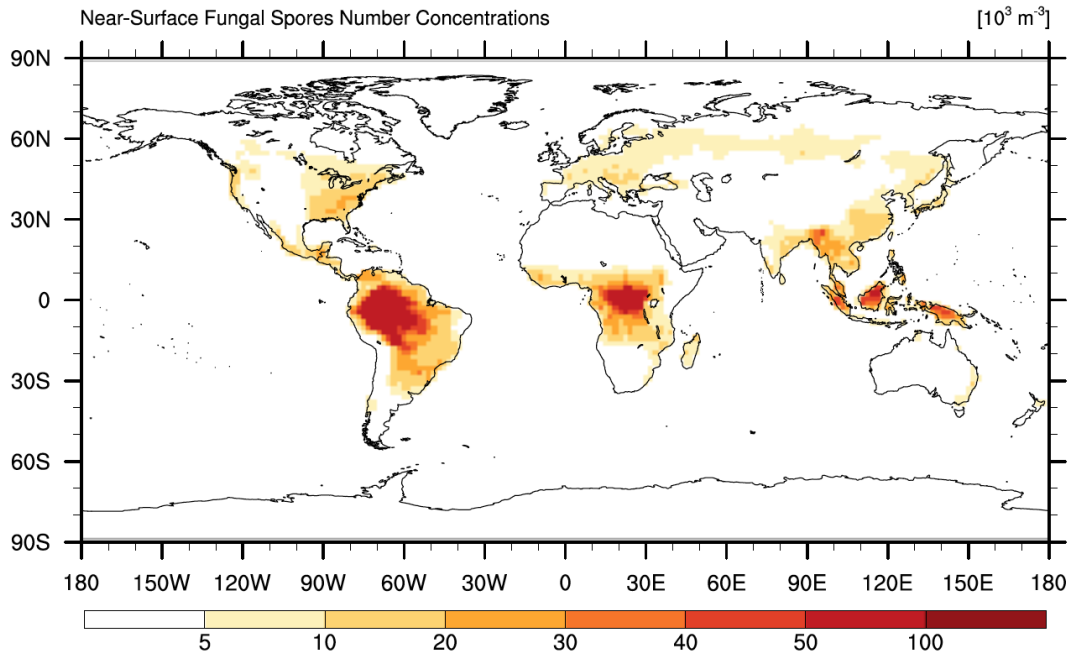 Near-Surface Fungal Spores Number Concentrations [10³ m⁻³]
90N
60N
30N
0
30S
60S
90S
180 150W 120W 90W 60W 30W 0 30E 60E 90E 120E 150E 180
5 10 20 30 40 50 100